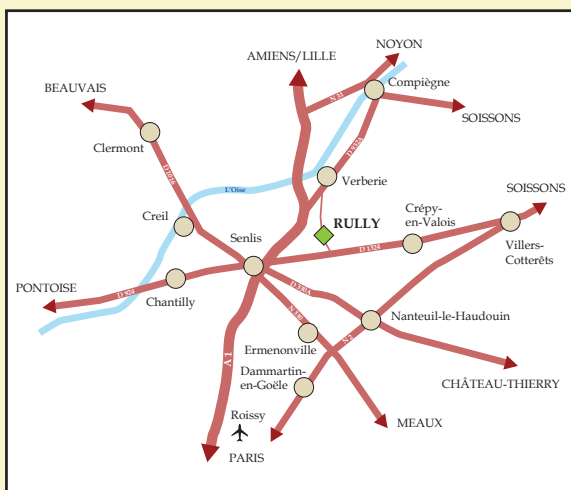 NOYON
AMIENS/LILLE
Compiègne
BEAUVAIS
N 31
SOISSONS
Clermont
D 932A
D 1016
Verberie
L'Oise
SOISSONS
Crépy-
en-Valois
Creil
RULLY
Senlis
D 1324
Villers-
Cotterêts
PONTOISE
D 924
Chantilly
D 330A
N 330
Nanteuil-le-Haudouin
Ermenonville
N 2
A 1
Dammartin-
en-Goële
CHÂTEAU-THIERRY
Roissy
MEAUX
PARIS